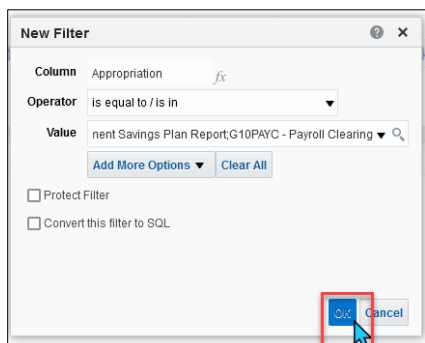 New Filter
Column Appropriation fx
Operator is equal to / is in
Value nent Savings Plan Report;G10PAYC - Payroll Clearing
Add More Options Clear All
Protect Filter
Convert this filter to SQL
OK Cancel